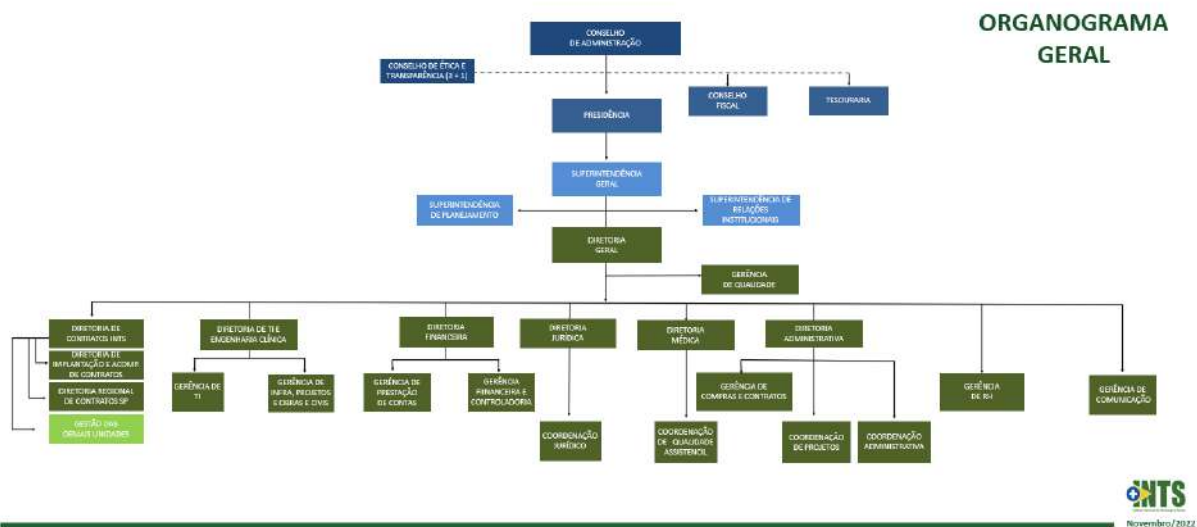 ORGANOGRAMA
GERAL
CONSELHO
DE ADMINISTRAÇÃO
CONSELHO DE ÉTICA E
TRANSPARÊNCIA (3 + 1)
CONSELHO
FISCAL
TESOURARIA
PRESIDÊNCIA
SUPERINTENDÊNCIA
GERAL
SUPERINTENDÊNCIA
DE PLANEJAMENTO
SUPERINTENDÊNCIA DE
RELAÇÕES
INSTITUCIONAIS
DIRETORIA
GERAL
GERÊNCIA
DE QUALIDADE
DIRETORIA DE
CONTRATOS INTS
DIRETORIA DE TI E
ENGENHARIA CLÍNICA
DIRETORIA
FINANCEIRA
DIRETORIA
JURÍDICA
DIRETORIA
MÉDICA
DIRETORIA
ADMINISTRATIVA
DIRETORIA DE
IMPLANTAÇÃO E ACOMP.
DE CONTRATOS
DIRETORIA REGIONAL
DE CONTRATOS SP
GESTÃO DAS
DEMAIS UNIDADES
GERÊNCIA DE
TI
GERÊNCIA DE
INFRA, PROJETOS
E OBRAS E CIVIS
GERÊNCIA DE
PRESTAÇÃO
DE CONTAS
GERÊNCIA
FIINANCEIRA E
CONTROLADORIA
GERÊNCIA DE
COMPRAS E CONTRATOS
GERÊNCIA
DE RH
GERÊNCIA DE
COMUNICAÇÃO
COORDENAÇÃO
JURÍDICO
COORDENAÇÃO
DE QUALIDADE
ASSISTENCIL
COORDENAÇÃO
DE PROJETOS
COORDENAÇÃO
ADMINISTRATIVA
INTS
Novembro/2022